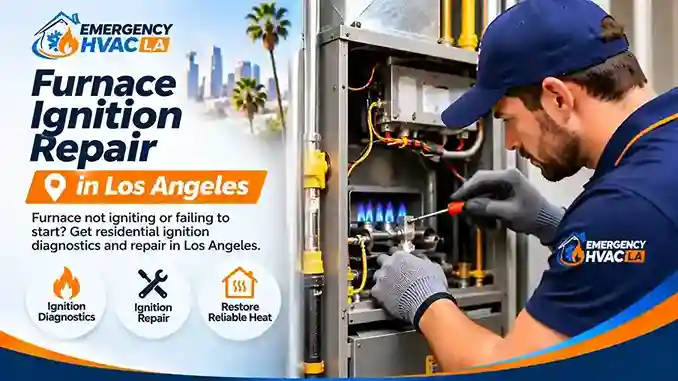 EMERGENCY
HVAC LA
Furnace
Ignition
Repair
in Los Angeles
Furnace not igniting or failing to
start? Get residential ignition
diagnostics and repair in Los Angeles.
Ignition
Diagnostics
Ignition
Repair
Restore
Reliable Heat
EMERGENCY
HVAC LA